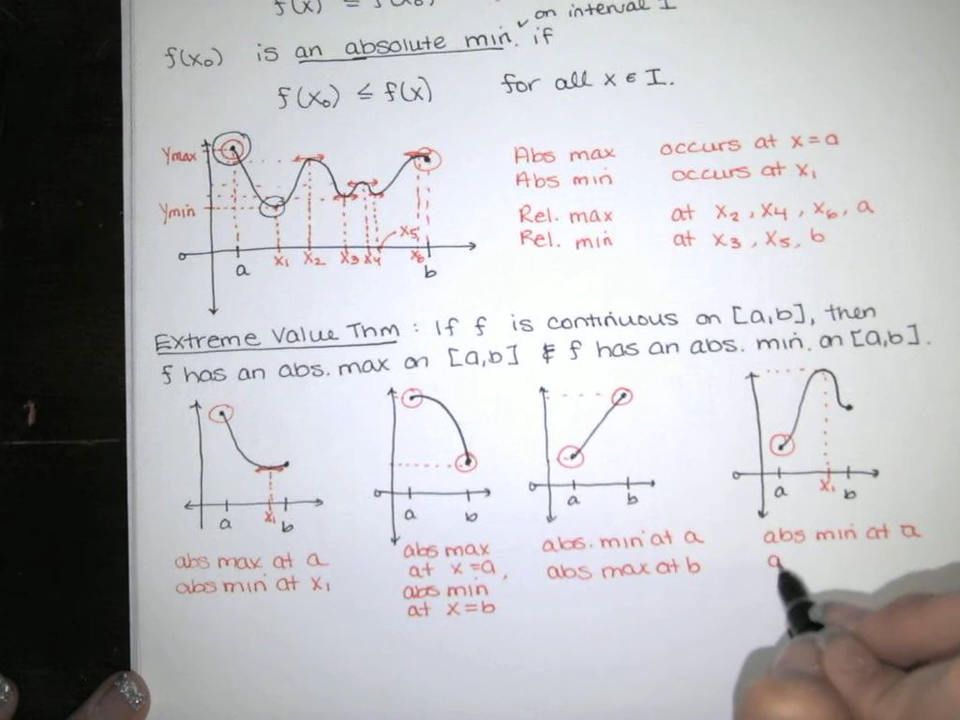 f(x) ≤ f(x₀)
on interval I
f(x₀) is an absolute min. if
f(x₀) ≤ f(x) for all x ∈ I.
Ymax
Ymin
a x₁ x₂ x₃ x₄ x₅ x₆ b
Abs max occurs at x=a
Abs min occurs at x₁
Rel. max at x₂, x₄, x₆, a
Rel. min at x₃, x₅, b
Extreme Value Thm : If f is continuous on [a,b], then
f has an abs. max on [a,b] & f has an abs. min. on [a,b].
a x₁ b
abs max at a
abs min at x₁
a b
abs max
at x=a,
abs min
at x=b
a b
abs. min at a
abs max at b
a x₁ b
abs min at a
a